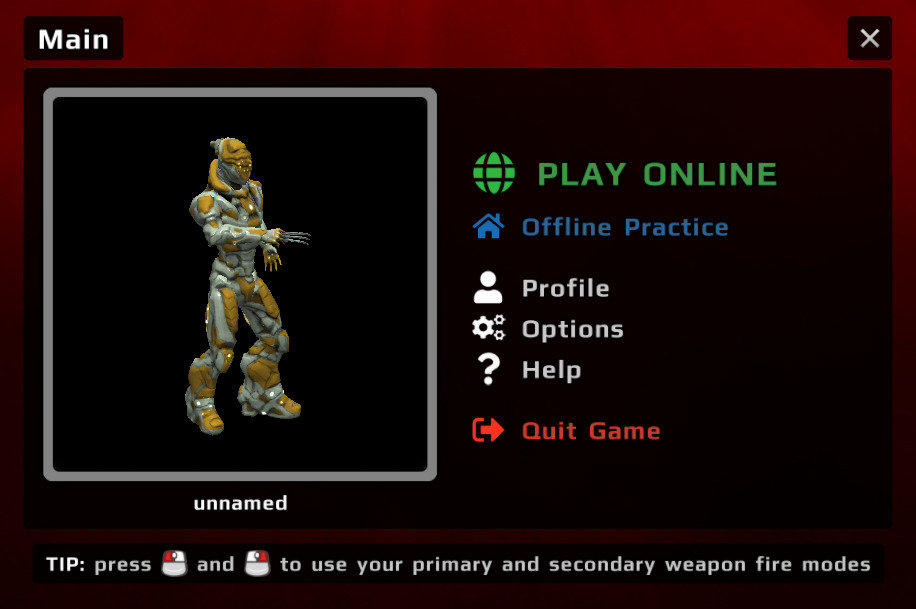 Main
PLAY ONLINE
Offline Practice
Profile
Options
Help
Quit Game
unnamed
TIP: press and to use your primary and secondary weapon fire modes